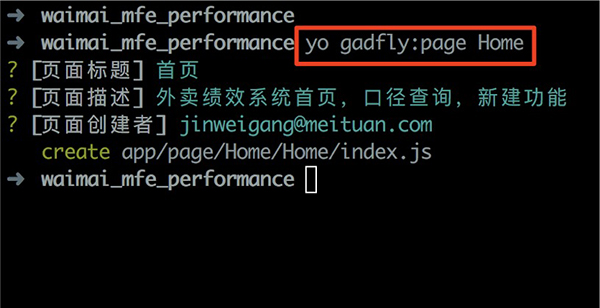 ➜ waimai_mfe_performance
➜ waimai_mfe_performance yo gadfly:page Home
? [页面标题] 首页
? [页面描述] 外卖绩效系统首页, 口径查询, 新建功能
? [页面创建者] jinweigang@meituan.com
create app/page/Home/Home/index.js
➜ waimai_mfe_performance